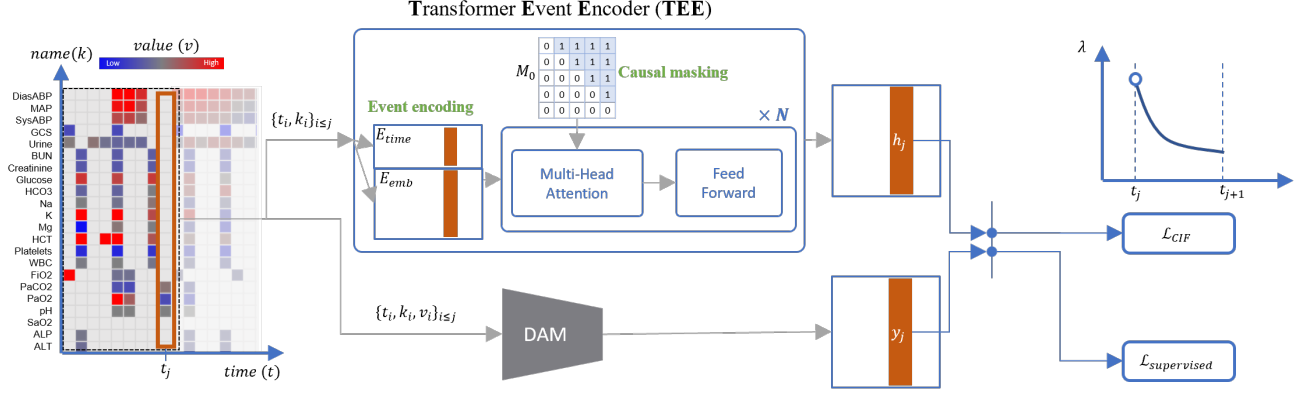 Transformer Event Encoder (TEE)
name(k)
value (v)
Low
High
DiasABP
MAP
SysABP
GCS
Urine
BUN
Creatinine
Glucose
HCO3
Na
K
Mg
HCT
Platelets
WBC
FiO2
PaCO2
PaO2
pH
SaO2
ALP
ALT
t_j
time (t)
{t_i, k_i}_{i≤j}
{t_i, k_i, v_i}_{i≤j}
Event encoding
E_time
E_emb
M_0
0 1 1 1 1
0 0 1 1 1
0 0 0 1 1
0 0 0 0 1
0 0 0 0 0
Causal masking
× N
Multi-Head
Attention
Feed
Forward
DAM
h_j
y_j
λ
t_j
t_{j+1}
ℒ_CIF
ℒ_supervised